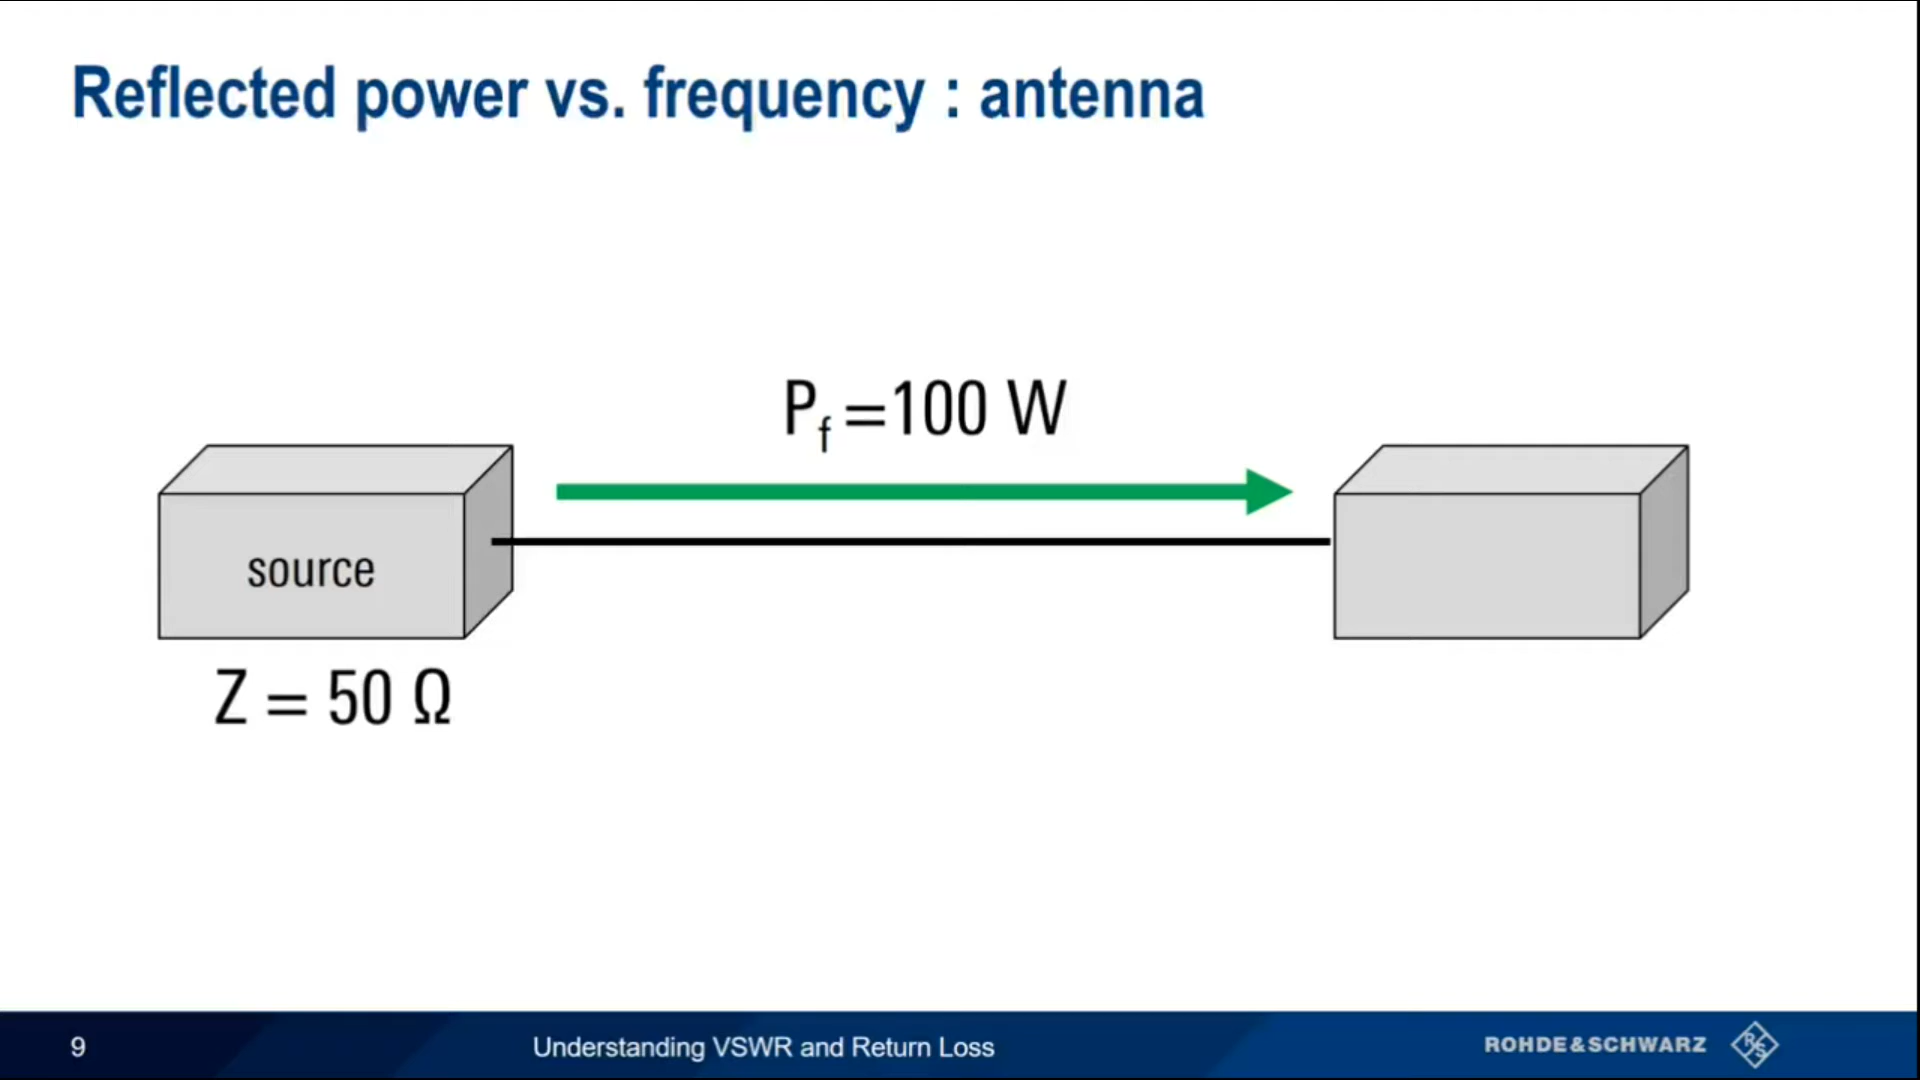 Reflected power vs. frequency : antenna
Pf =100 W
source
Z = 50 Ω
9
Understanding VSWR and Return Loss
ROHDE&SCHWARZ
R&S